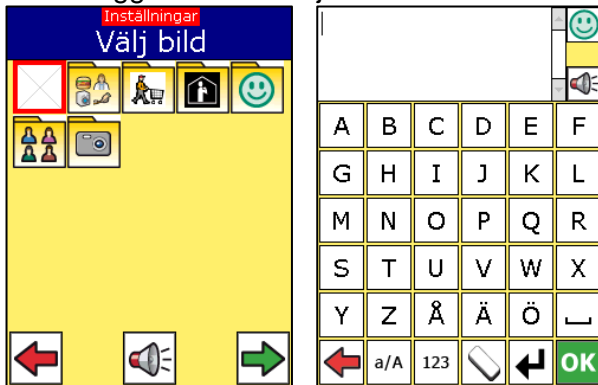 Inställningar
Välj bild
A B C D E F
G H I J K L
M N O P Q R
S T U V W X
Y Z Å Ä Ö
a/A 123 OK